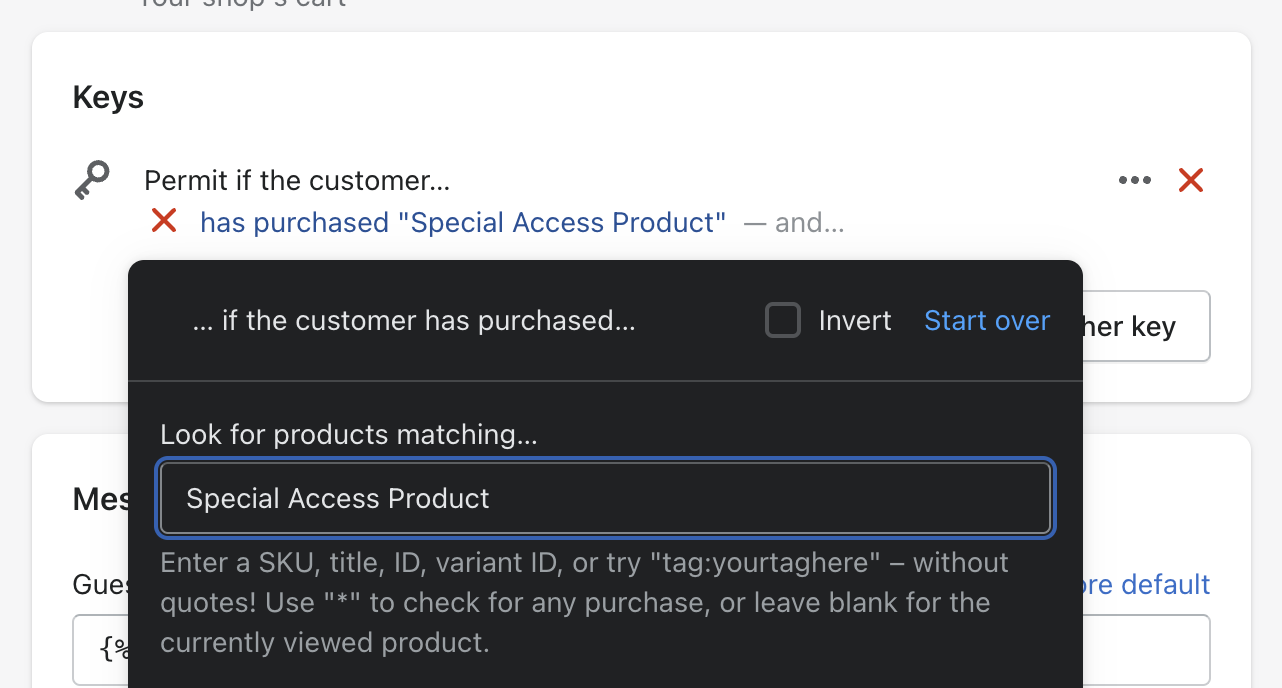 Your shop's cart
Keys
Permit if the customer...
has purchased "Special Access Product" — and...
... if the customer has purchased...
Invert
Start over
her key
Look for products matching...
Special Access Product
Enter a SKU, title, ID, variant ID, or try "tag:yourtaghere" – without
quotes! Use "*" to check for any purchase, or leave blank for the
currently viewed product.
Mes
Gues
ore default
{%